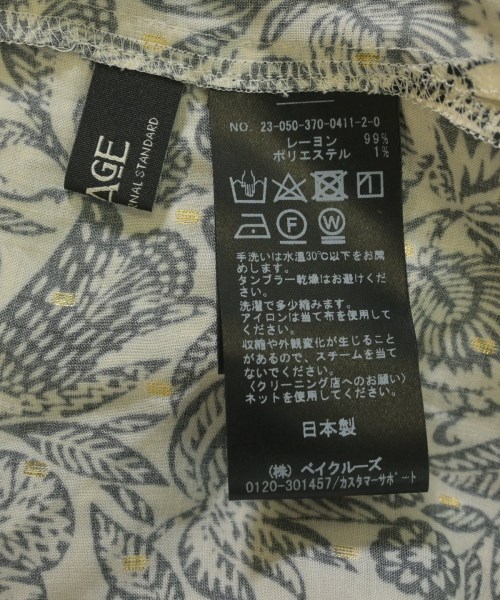 AGE
RNAL STANDARD
NO. 23-050-370-0411-2-0
レーヨン 99%
ポリエステル 1%
F W
手洗いは水温30℃以下をお薦
めします。
タンブラー乾燥はお避けくださ
い。
洗濯で多少縮みます。
アイロンは当て布を使用して
ください。
収縮や外観変化が生じること
があるので、スチームを当て
ないでください。
〈クリーニング店へのお願い〉
ネットを使用してください。
日本製
(株) ベイクルーズ
0120-301457/カスタマーサポート